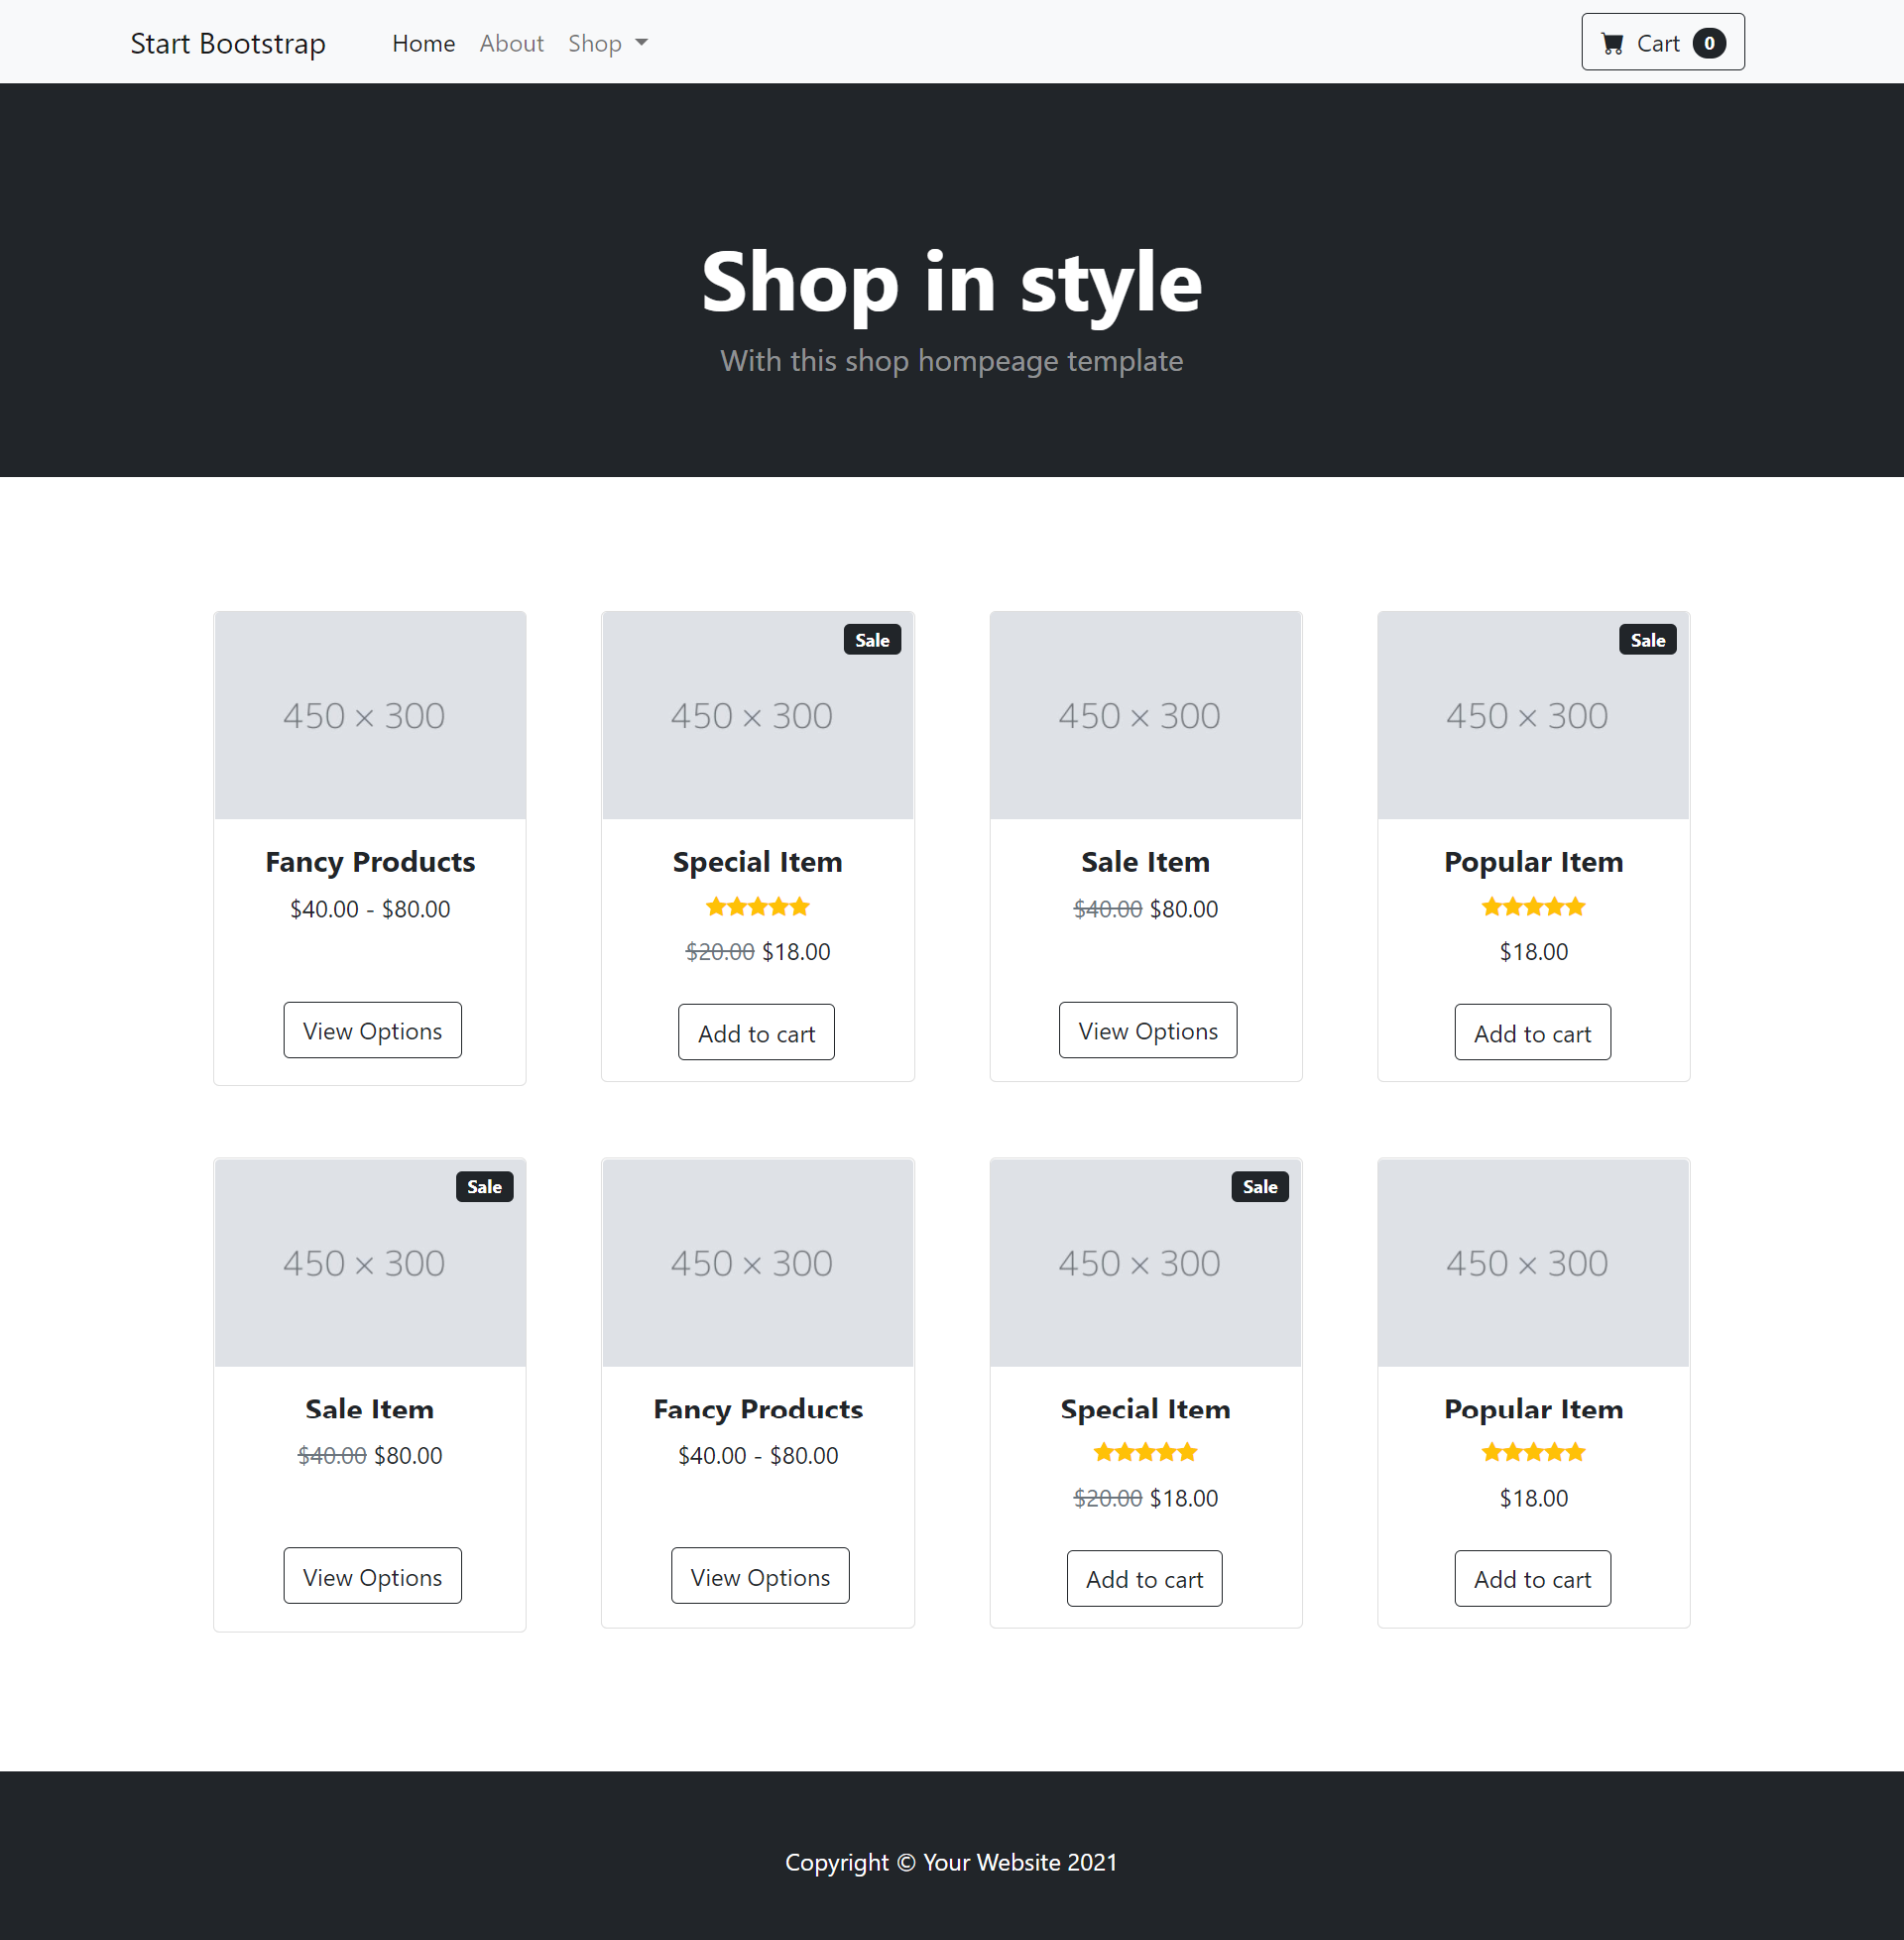 Start Bootstrap Home About Shop Cart 0
Shop in style
With this shop hompeage template
450 × 300
Fancy Products
$40.00 - $80.00
View Options
Sale
450 × 300
Special Item
$20.00 $18.00
Add to cart
450 × 300
Sale Item
$40.00 $80.00
View Options
Sale
450 × 300
Popular Item
$18.00
Add to cart
Sale
450 × 300
Sale Item
$40.00 $80.00
View Options
450 × 300
Fancy Products
$40.00 - $80.00
View Options
Sale
450 × 300
Special Item
$20.00 $18.00
Add to cart
450 × 300
Popular Item
$18.00
Add to cart
Copyright © Your Website 2021